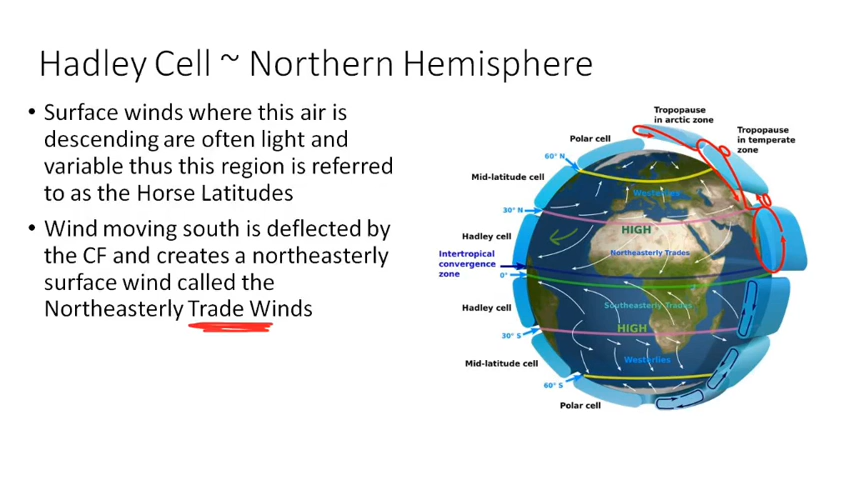 Hadley Cell ~ Northern Hemisphere
• Surface winds where this air is
descending are often light and
variable thus this region is referred
to as the Horse Latitudes
• Wind moving south is deflected by
the CF and creates a northeasterly
surface wind called the
Northeasterly Trade Winds
Tropopause
in arctic zone
Tropopause
in temperate
zone
Polar cell
60° N
Mid-latitude cell
Westerlies
30° N
HIGH
Hadley cell
Northeasterly Trades
Intertropical
convergence
zone
0°
Southeasterly Trades
Hadley cell
HIGH
30° S
Westerlies
Mid-latitude cell
60° S
Polar cell